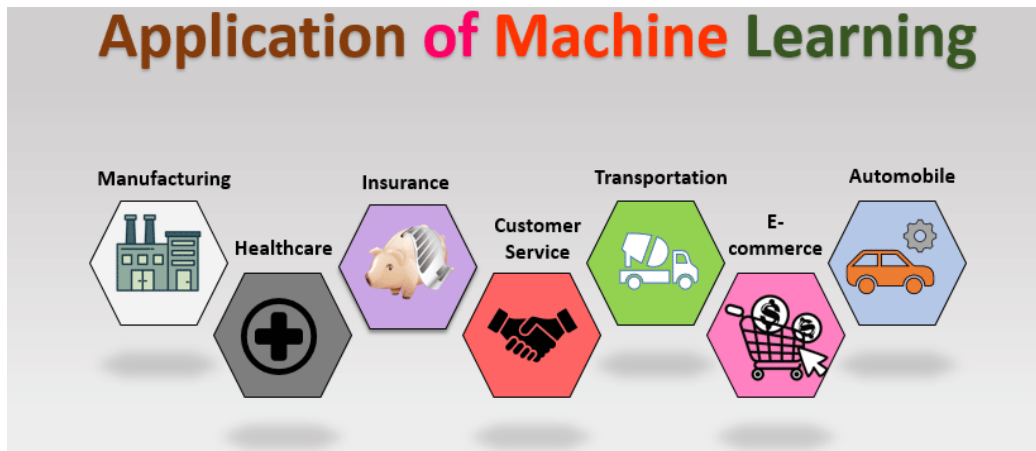 Application of Machine Learning
Manufacturing
Healthcare
Insurance
Customer
Service
Transportation
E-
commerce
Automobile